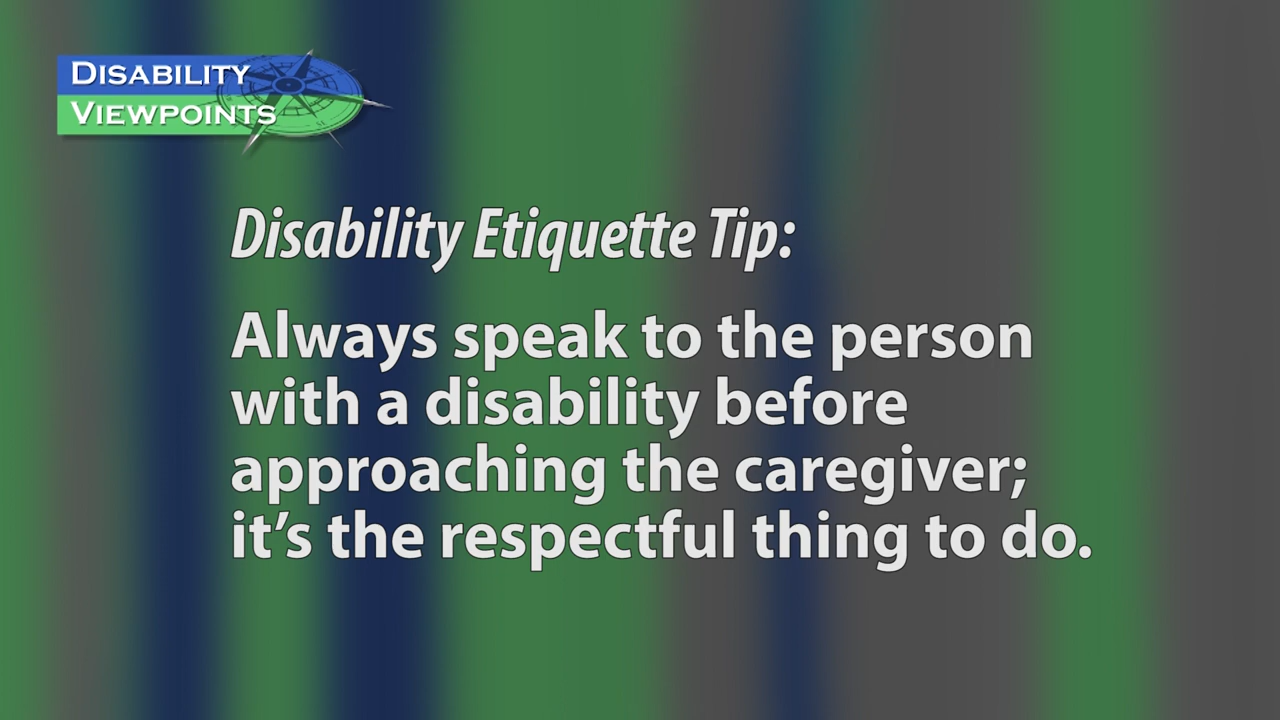 DISABILITY
VIEWPOINTS
Disability Etiquette Tip:
Always speak to the person
with a disability before
approaching the caregiver;
it’s the respectful thing to do.